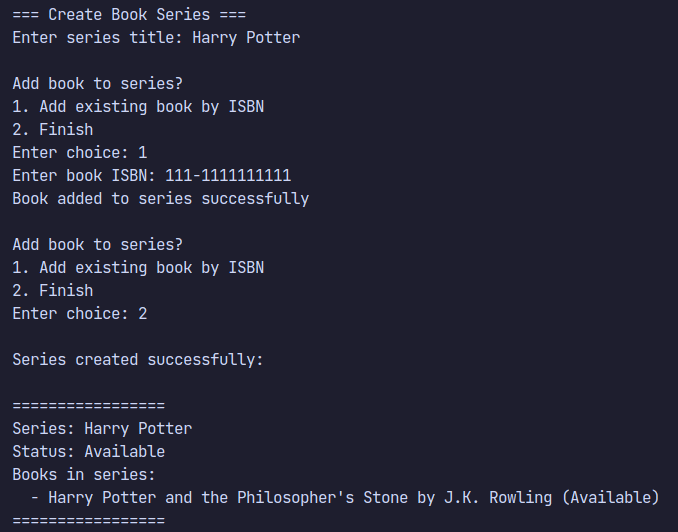 === Create Book Series ===
Enter series title: Harry Potter
Add book to series?
1. Add existing book by ISBN
2. Finish
Enter choice: 1
Enter book ISBN: 111-1111111111
Book added to series successfully
Add book to series?
1. Add existing book by ISBN
2. Finish
Enter choice: 2
Series created successfully:
=================
Series: Harry Potter
Status: Available
Books in series:
  - Harry Potter and the Philosopher's Stone by J.K. Rowling (Available)
=================